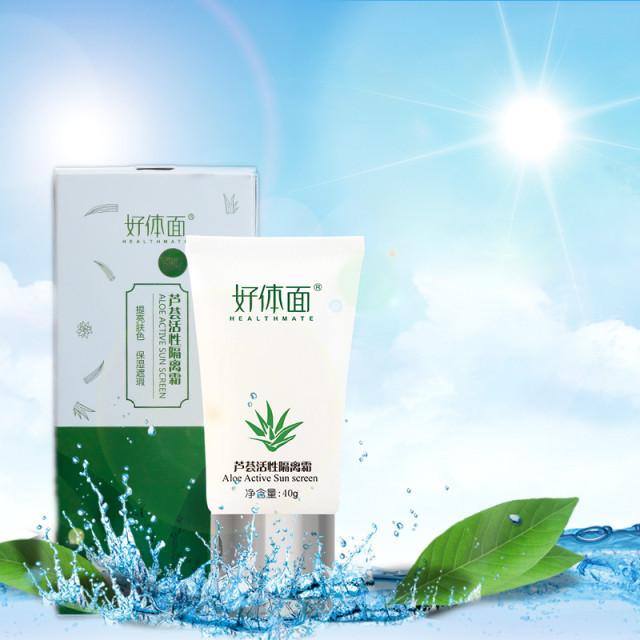 好体面®
HEALTHMATE
芦荟活性隔离霜
ALOE ACTIVE SUN SCREEN
提亮肤色 保湿遮瑕
好体面®
HEALTHMATE
芦荟活性隔离霜
Aloe Active Sun screen
净含量:40g